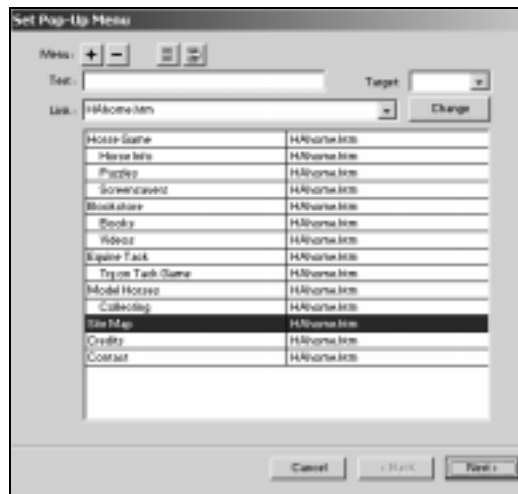 Set Pop-Up Menu
Menu: + −
Text:
Target:
Link: HAhome.htm
Change
Horse Game HAhome.htm
Horse Info HAhome.htm
Puzzles HAhome.htm
Screensavers HAhome.htm
Bookstore HAhome.htm
Books HAhome.htm
Videos HAhome.htm
Equine Tack HAhome.htm
Try on Tack Game HAhome.htm
Model Horses HAhome.htm
Collecting HAhome.htm
Site Map HAhome.htm
Credits HAhome.htm
Contact HAhome.htm
Cancel
< Back
Next >